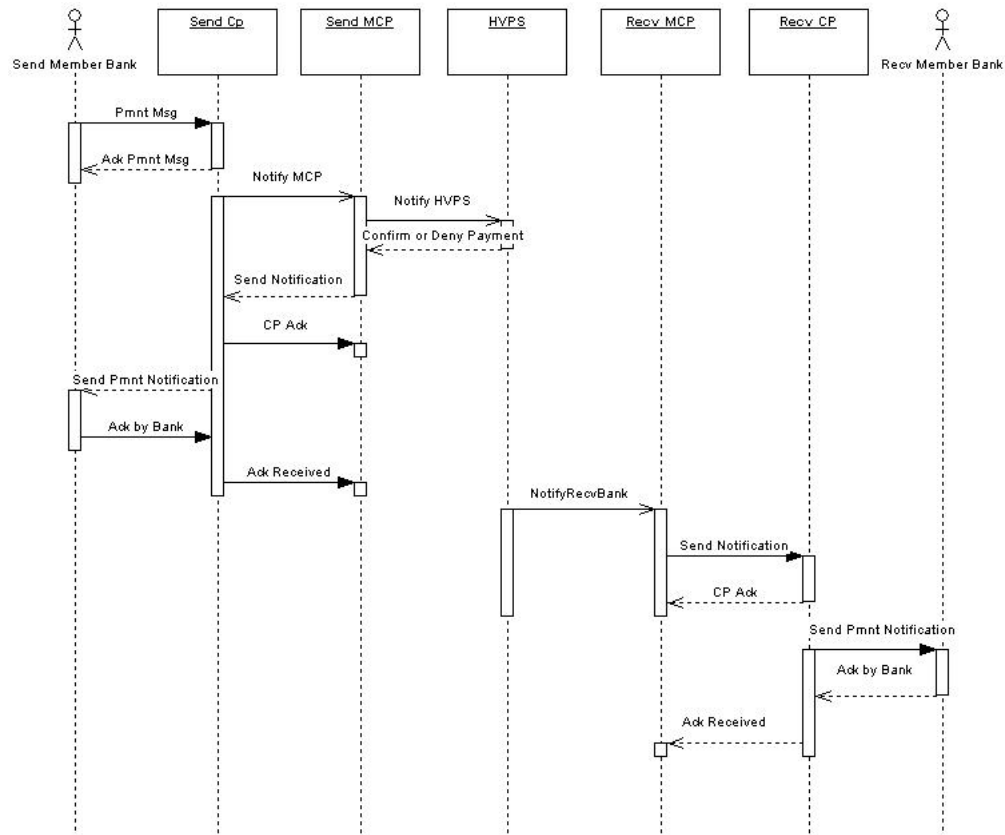 Send Cp
Send MCP
HVPS
Recv MCP
Recv CP
Send Member Bank
Recv Member Bank
Pmnt Msg
Ack Pmnt Msg
Notify MCP
Notify HVPS
Confirm or Deny Payment
Send Notification
CP Ack
Send Pmnt Notification
Ack by Bank
Ack Received
NotifyRecvBank
Send Notification
CP Ack
Send Pmnt Notification
Ack by Bank
Ack Received